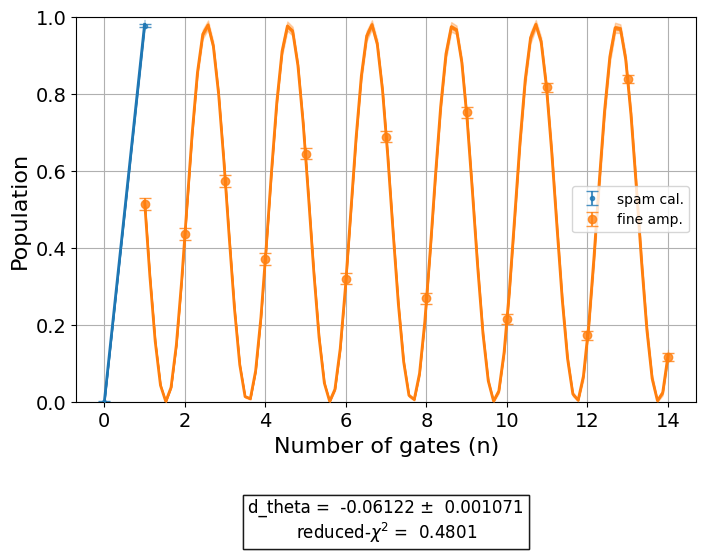 1.0
0.8
0.6
0.4
0.2
0.0
Population
spam cal.
fine amp.
0 2 4 6 8 10 12 14
Number of gates (n)
d_theta = -0.06122 ± 0.001071
reduced-χ² = 0.4801